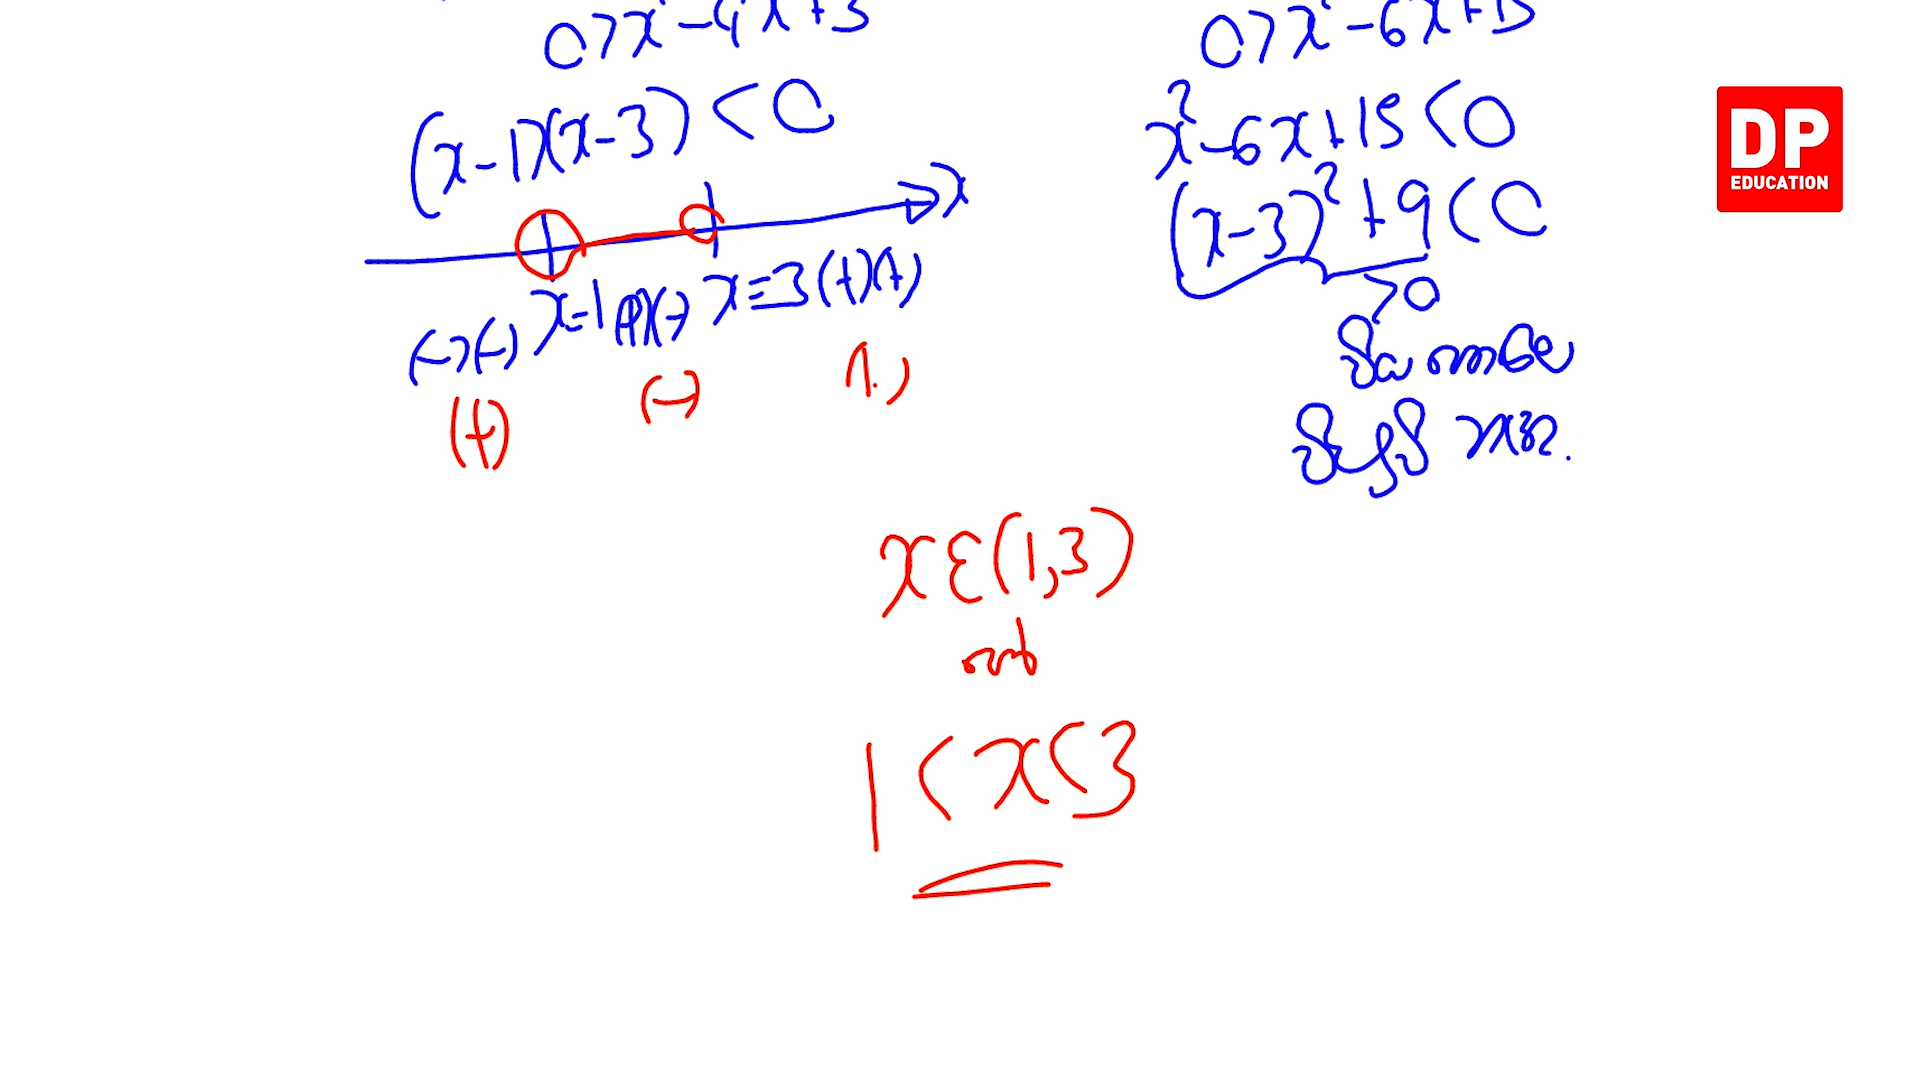 0 > x² - 4x + 3
(x-1)(x-3) < 0
x
(-)(-) x=1 (+)(-) x=3 (+)(+)
(+) (-)
0 > x² - 6x + 15
x² - 6x + 15 < 0
(x-3)² + 9 < 0
>0
x ∈ (1,3)
1 < x < 3
DP
EDUCATION